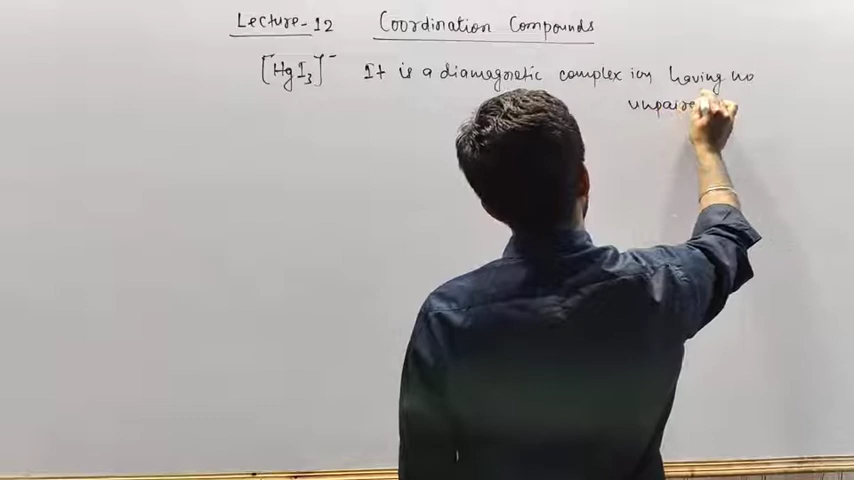 Lecture-12 Coordination Compounds
[HgI₃]⁻ It is a diamagnetic complex ion having no
unpaire